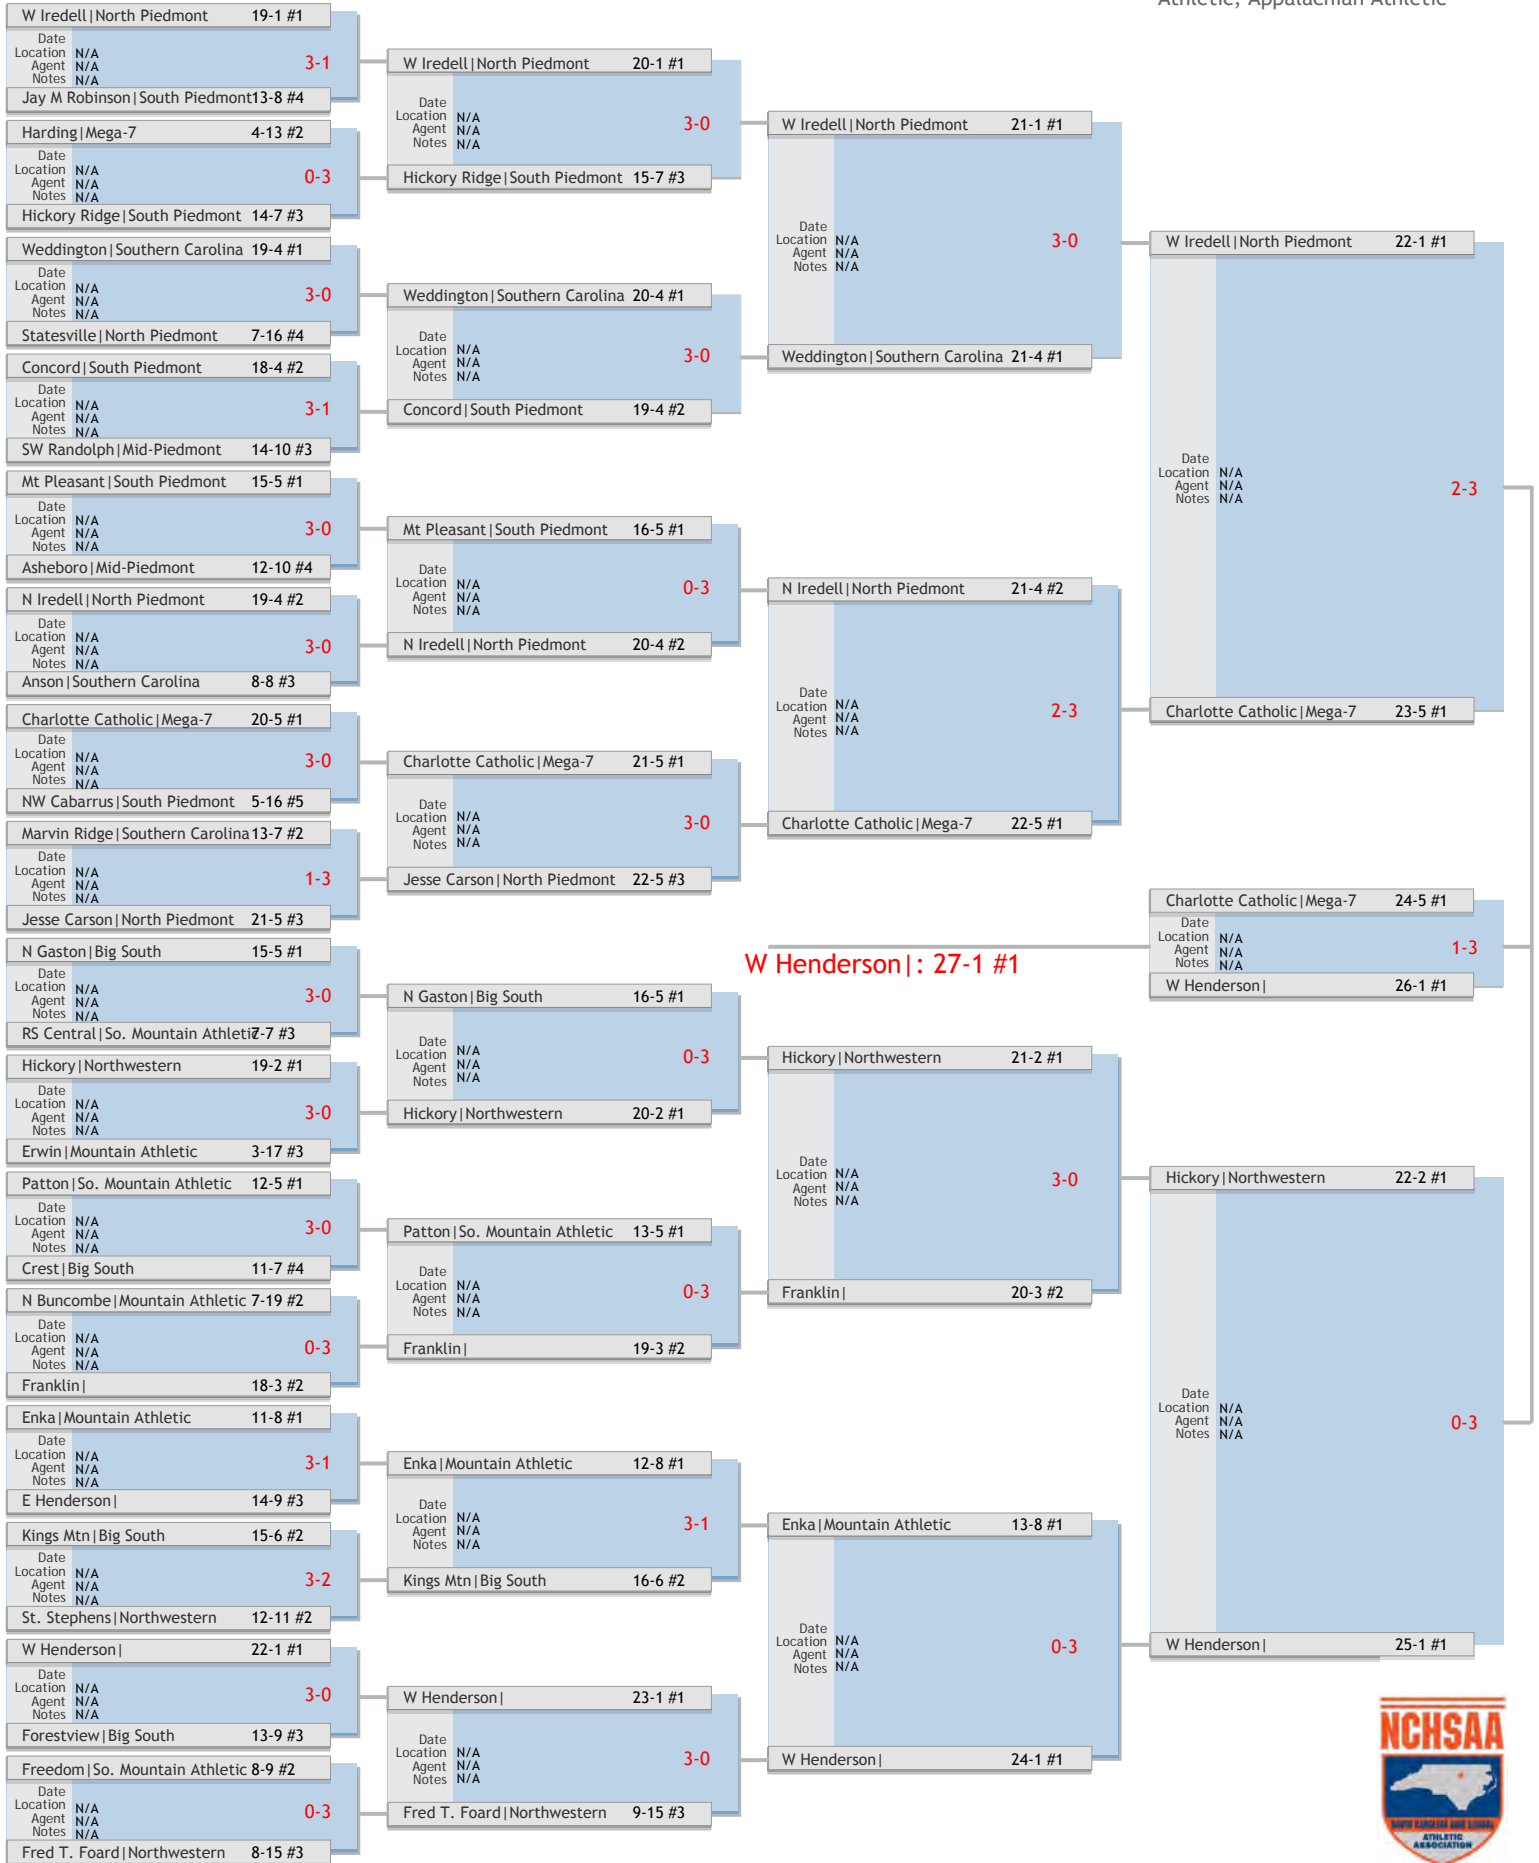 Athletic, Appalachian Athletic
W Iredell|North Piedmont 19-1 #1
Date
Location N/A
Agent N/A
Notes N/A
3-1
Jay M Robinson|South Piedmont 13-8 #4
Harding|Mega-7 4-13 #2
Date
Location N/A
Agent N/A
Notes N/A
0-3
Hickory Ridge|South Piedmont 14-7 #3
Weddington|Southern Carolina 19-4 #1
Date
Location N/A
Agent N/A
Notes N/A
3-0
Statesville|North Piedmont 7-16 #4
Concord|South Piedmont 18-4 #2
Date
Location N/A
Agent N/A
Notes N/A
3-1
SW Randolph|Mid-Piedmont 14-10 #3
Mt Pleasant|South Piedmont 15-5 #1
Date
Location N/A
Agent N/A
Notes N/A
3-0
Asheboro|Mid-Piedmont 12-10 #4
N Iredell|North Piedmont 19-4 #2
Date
Location N/A
Agent N/A
Notes N/A
3-0
Anson|Southern Carolina 8-8 #3
Charlotte Catholic|Mega-7 20-5 #1
Date
Location N/A
Agent N/A
Notes N/A
3-0
NW Cabarrus|South Piedmont 5-16 #5
Marvin Ridge|Southern Carolina 13-7 #2
Date
Location N/A
Agent N/A
Notes N/A
1-3
Jesse Carson|North Piedmont 21-5 #3
N Gaston|Big South 15-5 #1
Date
Location N/A
Agent N/A
Notes N/A
3-0
RS Central|So. Mountain Athletic 7-7 #3
Hickory|Northwestern 19-2 #1
Date
Location N/A
Agent N/A
Notes N/A
3-0
Erwin|Mountain Athletic 3-17 #3
Patton|So. Mountain Athletic 12-5 #1
Date
Location N/A
Agent N/A
Notes N/A
3-0
Crest|Big South 11-7 #4
N Buncombe|Mountain Athletic 7-19 #2
Date
Location N/A
Agent N/A
Notes N/A
0-3
Franklin| 18-3 #2
Enka|Mountain Athletic 11-8 #1
Date
Location N/A
Agent N/A
Notes N/A
3-1
E Henderson| 14-9 #3
Kings Mtn|Big South 15-6 #2
Date
Location N/A
Agent N/A
Notes N/A
3-2
St. Stephens|Northwestern 12-11 #2
W Henderson| 22-1 #1
Date
Location N/A
Agent N/A
Notes N/A
3-0
Forestview|Big South 13-9 #3
Freedom|So. Mountain Athletic 8-9 #2
Date
Location N/A
Agent N/A
Notes N/A
0-3
Fred T. Foard|Northwestern 8-15 #3
W Iredell|North Piedmont 20-1 #1
Date
Location N/A
Agent N/A
Notes N/A
3-0
Hickory Ridge|South Piedmont 15-7 #3
Weddington|Southern Carolina 20-4 #1
Date
Location N/A
Agent N/A
Notes N/A
3-0
Concord|South Piedmont 19-4 #2
Mt Pleasant|South Piedmont 16-5 #1
Date
Location N/A
Agent N/A
Notes N/A
0-3
N Iredell|North Piedmont 20-4 #2
Charlotte Catholic|Mega-7 21-5 #1
Date
Location N/A
Agent N/A
Notes N/A
3-0
Jesse Carson|North Piedmont 22-5 #3
N Gaston|Big South 16-5 #1
Date
Location N/A
Agent N/A
Notes N/A
0-3
Hickory|Northwestern 20-2 #1
Patton|So. Mountain Athletic 13-5 #1
Date
Location N/A
Agent N/A
Notes N/A
0-3
Franklin| 19-3 #2
Enka|Mountain Athletic 12-8 #1
Date
Location N/A
Agent N/A
Notes N/A
3-1
Kings Mtn|Big South 16-6 #2
W Henderson| 23-1 #1
Date
Location N/A
Agent N/A
Notes N/A
3-0
Fred T. Foard|Northwestern 9-15 #3
W Iredell|North Piedmont 21-1 #1
Date
Location N/A
Agent N/A
Notes N/A
3-0
Weddington|Southern Carolina 21-4 #1
N Iredell|North Piedmont 21-4 #2
Date
Location N/A
Agent N/A
Notes N/A
2-3
Charlotte Catholic|Mega-7 22-5 #1
W Henderson|: 27-1 #1
Hickory|Northwestern 21-2 #1
Date
Location N/A
Agent N/A
Notes N/A
3-0
Franklin| 20-3 #2
Enka|Mountain Athletic 13-8 #1
Date
Location N/A
Agent N/A
Notes N/A
0-3
W Henderson| 24-1 #1
W Iredell|North Piedmont 22-1 #1
Date
Location N/A
Agent N/A
Notes N/A
2-3
Charlotte Catholic|Mega-7 23-5 #1
Charlotte Catholic|Mega-7 24-5 #1
Date
Location N/A
Agent N/A
Notes N/A
1-3
W Henderson| 26-1 #1
Hickory|Northwestern 22-2 #1
Date
Location N/A
Agent N/A
Notes N/A
0-3
W Henderson| 25-1 #1
NCHSAA
NORTH CAROLINA HIGH SCHOOL
ATHLETIC
ASSOCIATION